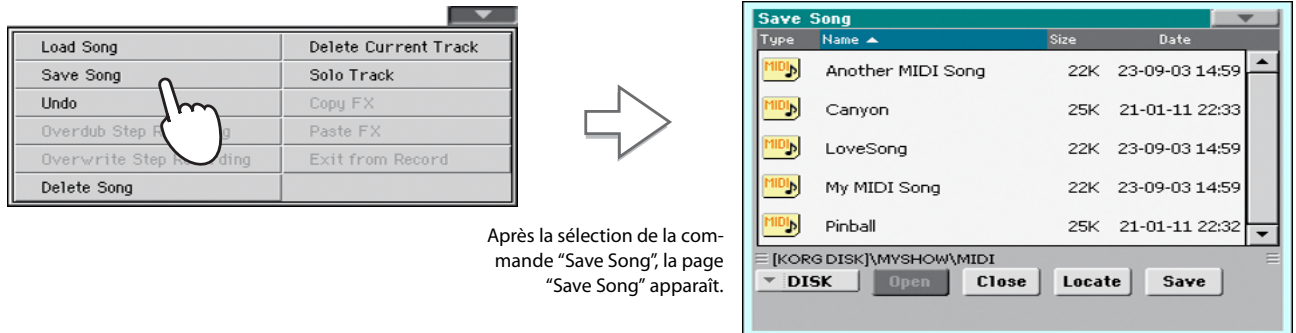 Load Song Delete Current Track
Save Song Solo Track
Undo Copy FX
Overdub Step R g Paste FX
Overwrite Step Re ding Exit from Record
Delete Song
Après la sélection de la com-
mande “Save Song”, la page
“Save Song” apparaît.
Save Song
Type Name Size Date
MIDI Another MIDI Song 22K 23-09-03 14:59
MIDI Canyon 25K 21-01-11 22:33
MIDI LoveSong 22K 23-09-03 14:59
MIDI My MIDI Song 22K 23-09-03 14:59
MIDI Pinball 25K 21-01-11 22:32
[KORG DISK]\MYSHOW\MIDI
DISK Open Close Locate Save